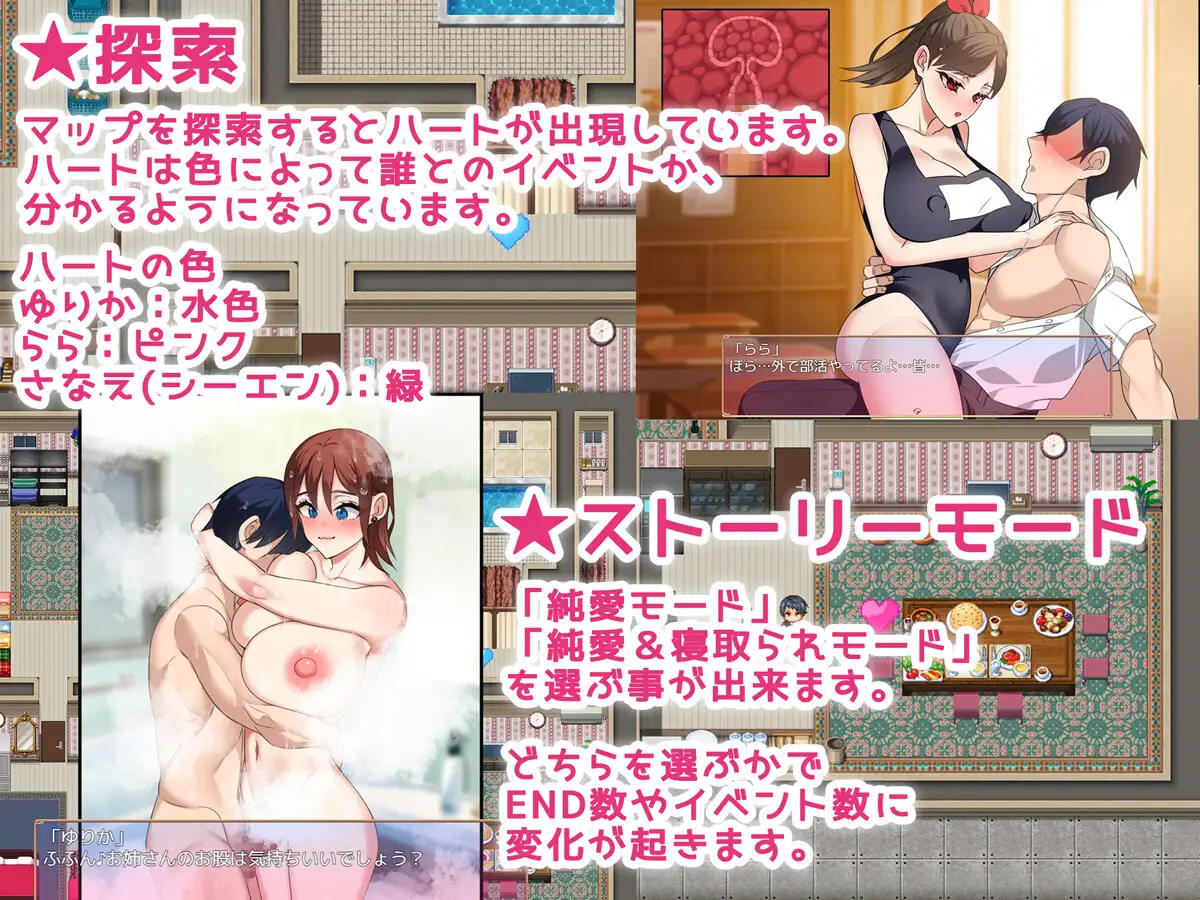 ★探索
マップを探索するとハートが出現しています。
ハートは色によって誰とのイベントか、
分かるようになっています。
ハートの色
ゆりか：水色
らら：ピンク
さなえ(シーエン)：緑
「らら」
ほら…外で部活やってるよ…皆…
★ストーリーモード
「純愛モード」
「純愛＆寝取られモード」
を選ぶ事が出来ます。
どちらを選ぶかで
END数やイベント数に
変化が起きます。
「ゆりか」
ふふん♪お姉さんのお股は気持ちいいでしょう？